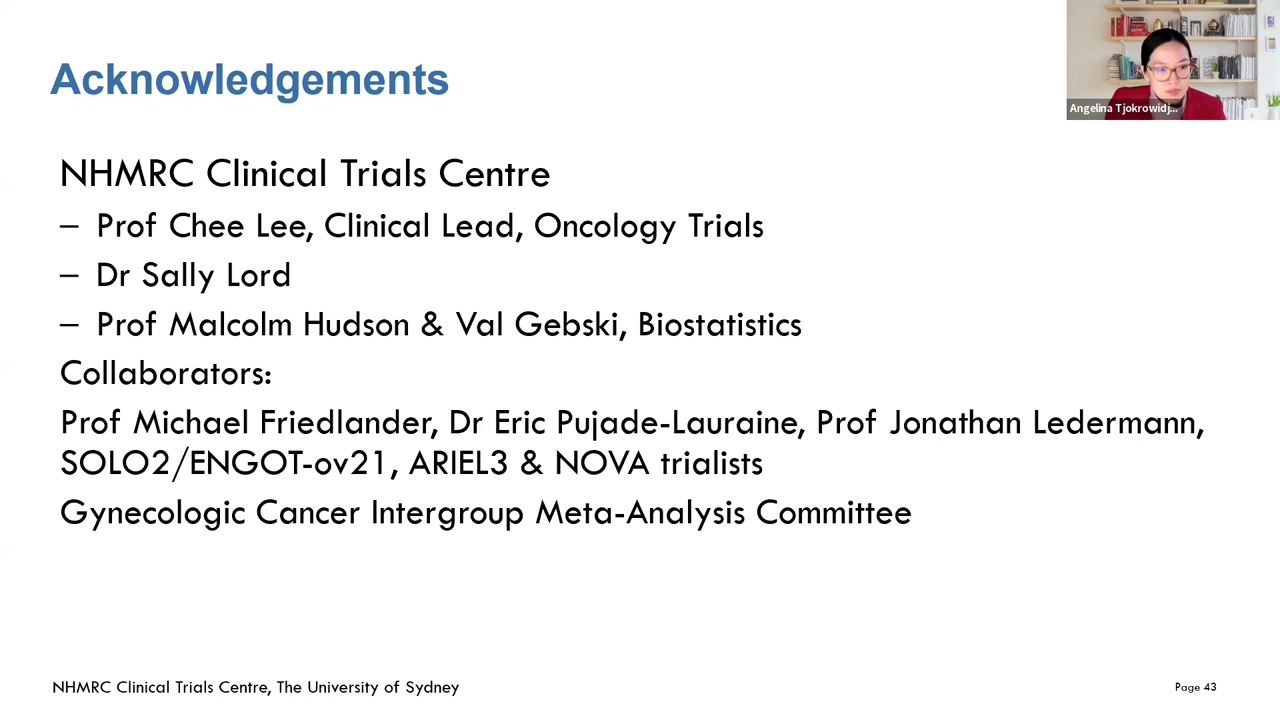 Acknowledgements
Angelina Tjokrowidj...
NHMRC Clinical Trials Centre
– Prof Chee Lee, Clinical Lead, Oncology Trials
– Dr Sally Lord
– Prof Malcolm Hudson & Val Gebski, Biostatistics
Collaborators:
Prof Michael Friedlander, Dr Eric Pujade-Lauraine, Prof Jonathan Ledermann,
SOLO2/ENGOT-ov21, ARIEL3 & NOVA trialists
Gynecologic Cancer Intergroup Meta-Analysis Committee
NHMRC Clinical Trials Centre, The University of Sydney
Page 43